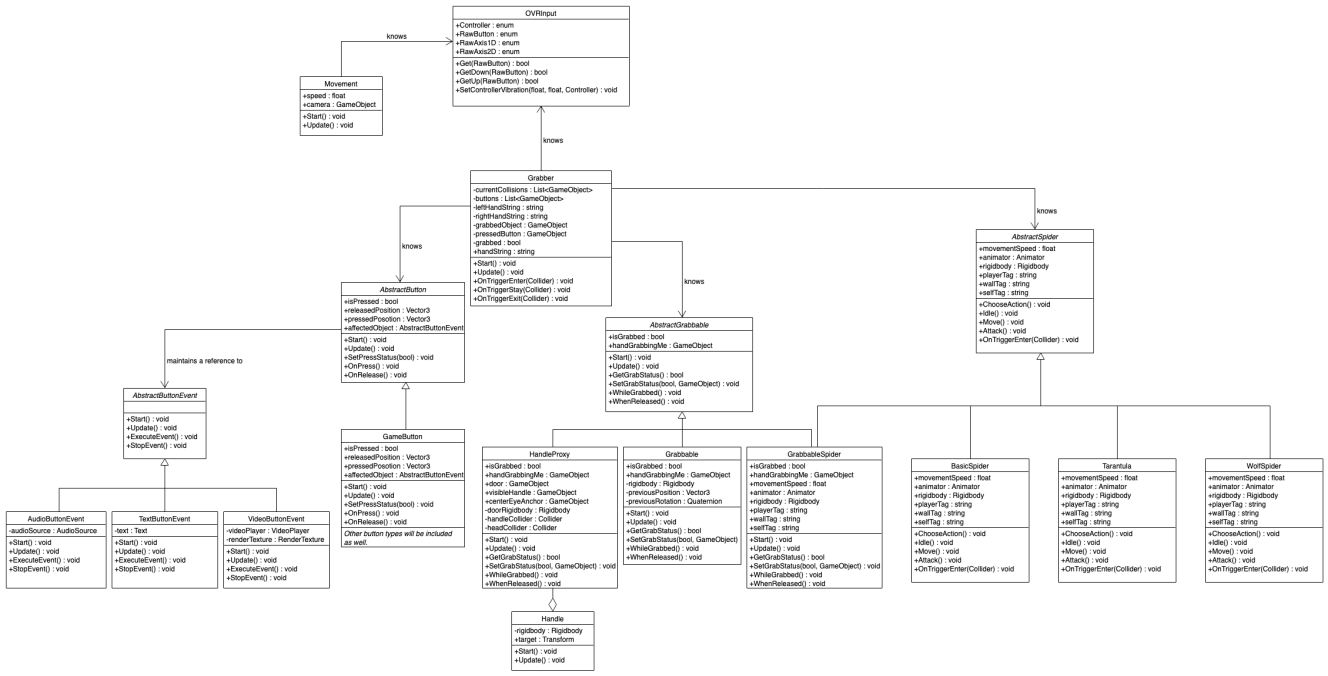 OVRInput
+Controller : enum
+RawButton : enum
+RawAxis1D : enum
+RawAxis2D : enum
+Get(RawButton) : bool
+GetDown(RawButton) : bool
+GetUp(RawButton) : bool
+SetControllerVibration(float, float, Controller) : void
knows
Movement
+speed : float
+camera : GameObject
+Start() : void
+Update() : void
knows
Grabber
-currentCollisions : List<GameObject>
-buttons : List<GameObject>
-leftHandString : string
-rightHandString : string
-grabbedObject : GameObject
-pressedButton : GameObject
-grabbed : bool
+handString : string
+Start() : void
+Update() : void
+OnTriggerEnter(Collider) : void
+OnTriggerStay(Collider) : void
+OnTriggerExit(Collider) : void
knows
knows
knows
AbstractSpider
+movementSpeed : float
+animator : Animator
+rigidbody : Rigidbody
+playerTag : string
+wallTag : string
+selfTag : string
+ChooseAction() : void
+Idle() : void
+Move() : void
+Attack() : void
+OnTriggerEnter(Collider) : void
AbstractButton
+isPressed : bool
+releasedPosition : Vector3
+pressedPosotion : Vector3
+affectedObject : AbstractButtonEvent
+Start() : void
+Update() : void
+SetPressStatus(bool) : void
+OnPress() : void
+OnRelease() : void
AbstractGrabbable
+isGrabbed : bool
+handGrabbingMe : GameObject
+Start() : void
+Update() : void
+GetGrabStatus() : bool
+SetGrabStatus(bool, GameObject) : void
+WhileGrabbed() : void
+WhenReleased() : void
maintains a reference to
AbstractButtonEvent
+Start() : void
+Update() : void
+ExecuteEvent() : void
+StopEvent() : void
GameButton
+isPressed : bool
+releasedPosition : Vector3
+pressedPosotion : Vector3
+affectedObject : AbstractButtonEvent
+Start() : void
+Update() : void
+SetPressStatus(bool) : void
+OnPress() : void
+OnRelease() : void
Other button types will be included
as well.
HandleProxy
+isGrabbed : bool
+handGrabbingMe : GameObject
+door : GameObject
+visibleHandle : GameObject
+centerEyeAnchor : GameObject
-doorRigidbody : Rigidbody
-handleCollider : Collider
-headCollider : Collider
+Start() : void
+Update() : void
+GetGrabStatus() : bool
+SetGrabStatus(bool, GameObject) : void
+WhileGrabbed() : void
+WhenReleased() : void
Grabbable
+isGrabbed : bool
+handGrabbingMe : GameObject
-rigidbody : Rigidbody
-previousPosition : Vector3
-previousRotation : Quaternion
+Start() : void
+Update() : void
+GetGrabStatus() : bool
+SetGrabStatus(bool, GameObject) : void
+WhileGrabbed() : void
+WhenReleased() : void
GrabbableSpider
+isGrabbed : bool
+handGrabbingMe : GameObject
+movementSpeed : float
+animator : Animator
+rigidbody : Rigidbody
+playerTag : string
+wallTag : string
+selfTag : string
+Start() : void
+Update() : void
+GetGrabStatus() : bool
+SetGrabStatus(bool, GameObject) : void
+WhileGrabbed() : void
+WhenReleased() : void
BasicSpider
+movementSpeed : float
+animator : Animator
+rigidbody : Rigidbody
+playerTag : string
+wallTag : string
+selfTag : string
+ChooseAction() : void
+Idle() : void
+Move() : void
+Attack() : void
+OnTriggerEnter(Collider) : void
Tarantula
+movementSpeed : float
+animator : Animator
+rigidbody : Rigidbody
+playerTag : string
+wallTag : string
+selfTag : string
+ChooseAction() : void
+Idle() : void
+Move() : void
+Attack() : void
+OnTriggerEnter(Collider) : void
WolfSpider
+movementSpeed : float
+animator : Animator
+rigidbody : Rigidbody
+playerTag : string
+wallTag : string
+selfTag : string
+ChooseAction() : void
+Idle() : void
+Move() : void
+Attack() : void
+OnTriggerEnter(Collider) : void
AudioButtonEvent
-audioSource : AudioSource
+Start() : void
+Update() : void
+ExecuteEvent() : void
+StopEvent() : void
TextButtonEvent
-text : Text
+Start() : void
+Update() : void
+ExecuteEvent() : void
+StopEvent() : void
VideoButtonEvent
-videoPlayer : VideoPlayer
-renderTexture : RenderTexture
+Start() : void
+Update() : void
+ExecuteEvent() : void
+StopEvent() : void
Handle
-rigidbody : Rigidbody
+target : Transform
+Start() : void
+Update() : void